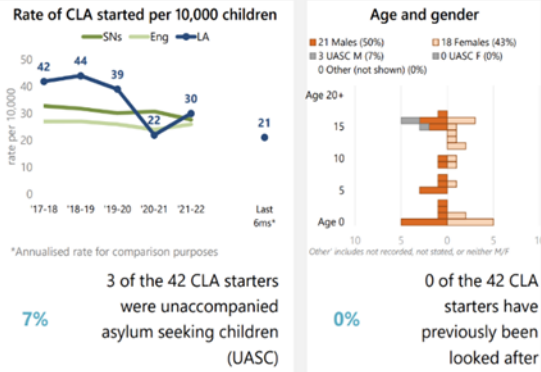 Rate of CLA started per 10,000 children
SNs Eng LA
rate per 10,000
50
40
30
20
10
0
42
44
39
22
30
21
'17-18 '18-19 '19-20 '20-21 '21-22 Last 6ms*
*Annualised rate for comparison purposes
7%
3 of the 42 CLA starters
were unaccompanied
asylum seeking children
(UASC)
Age and gender
21 Males (50%) 18 Females (43%)
3 UASC M (7%) 0 UASC F (0%)
0 Other (not shown) (0%)
Age 20+
15
10
5
Age 0
10 5 0 5 10
Other' includes not recorded, not stated, or neither M/F
0%
0 of the 42 CLA
starters have
previously been
looked after